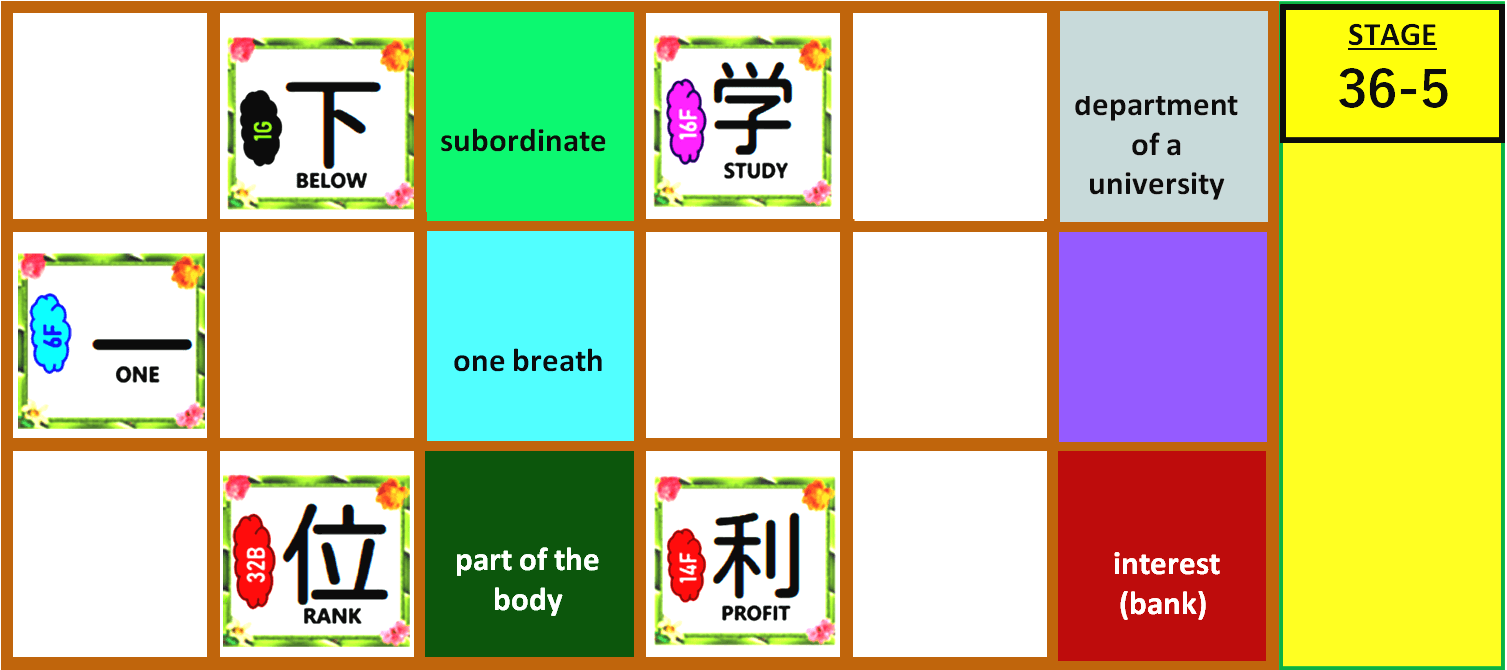 1G
下
BELOW
subordinate
16F
学
STUDY
department
of a
university
STAGE
36-5
6F
一
ONE
one breath
32B
位
RANK
part of the
body
14F
利
PROFIT
interest
(bank)